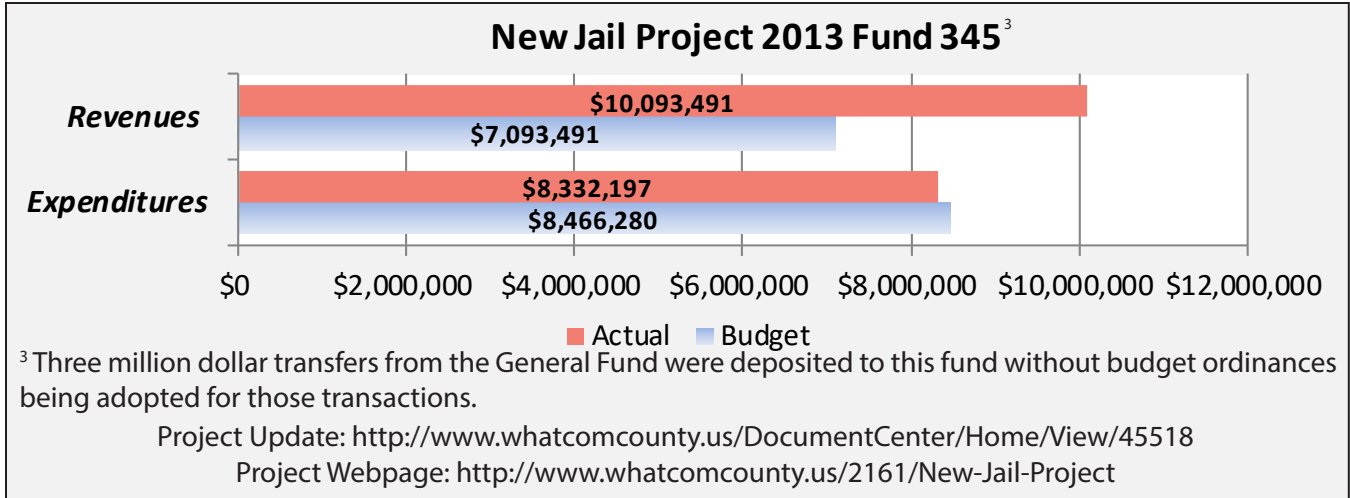 New Jail Project 2013 Fund 345³
Revenues
$10,093,491
$7,093,491
Expenditures
$8,332,197
$8,466,280
$0 $2,000,000 $4,000,000 $6,000,000 $8,000,000 $10,000,000 $12,000,000
Actual Budget
³ Three million dollar transfers from the General Fund were deposited to this fund without budget ordinances
being adopted for those transactions.
Project Update: http://www.whatcomcounty.us/DocumentCenter/Home/View/45518
Project Webpage: http://www.whatcomcounty.us/2161/New-Jail-Project